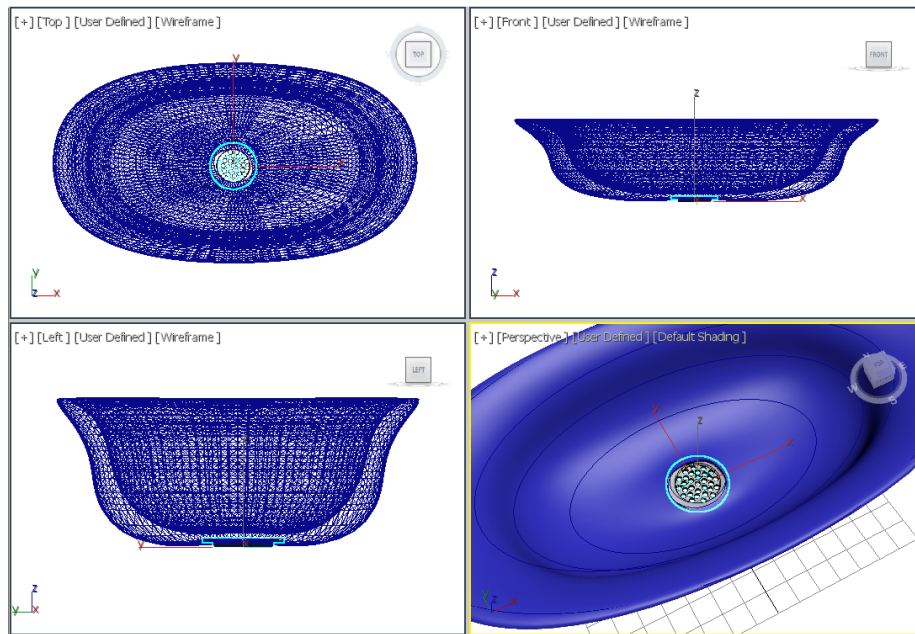 [+] [Top] [User Defined] [Wireframe]
TOP
y
x
y
z x
[+] [Front] [User Defined] [Wireframe]
FRONT
z
x
x
z
y x
[+] [Left] [User Defined] [Wireframe]
LEFT
y
x
z
y x
[+] [Perspective] [User Defined] [Default Shading]
TOP
W
S
y
z
x
z
y
x